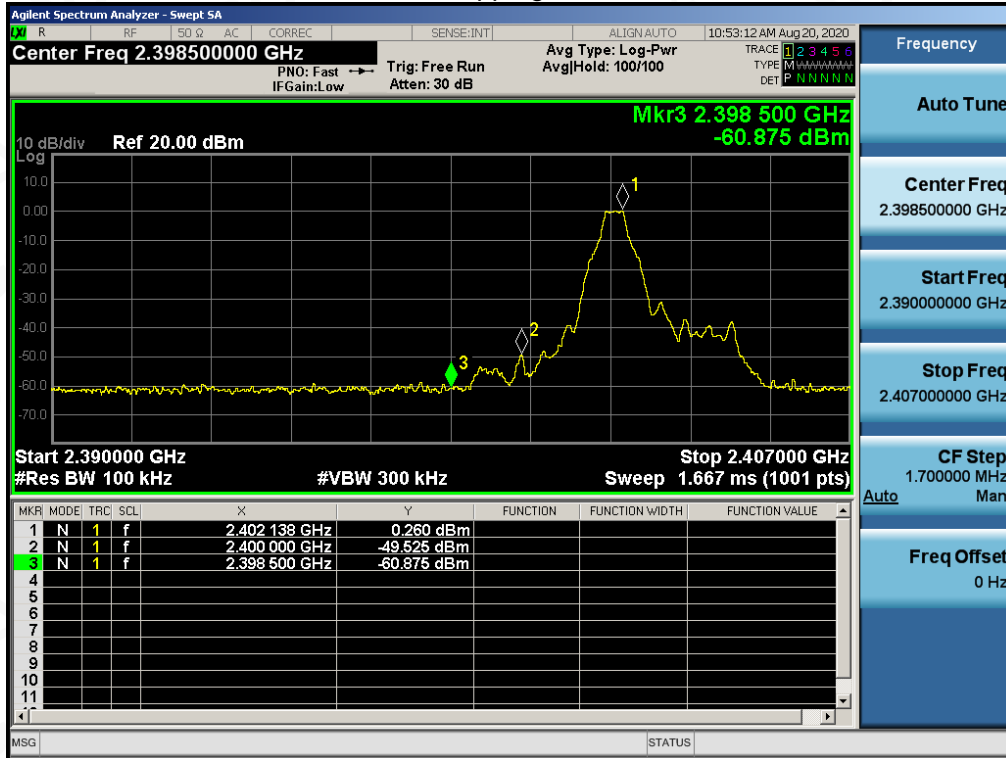 Agilent Spectrum Analyzer - Swept SA
LXI R RF 50 Ω AC CORREC SENSE:INT ALIGN AUTO 10:53:12 AM Aug 20, 2020
Center Freq 2.398500000 GHz
PNO: Fast
IFGain:Low
Trig: Free Run
Atten: 30 dB
Avg Type: Log-Pwr
Avg|Hold: 100/100
TRACE 1 2 3 4 5 6
TYPE M
DET P N N N N N
Mkr3 2.398 500 GHz
-60.875 dBm
10 dB/div Ref 20.00 dBm
Log
10.0
0.00
-10.0
-20.0
-30.0
-40.0
-50.0
-60.0
-70.0
1
2
3
Start 2.390000 GHz Stop 2.407000 GHz
#Res BW 100 kHz #VBW 300 kHz Sweep 1.667 ms (1001 pts)
MKR MODE TRC SCL X Y FUNCTION FUNCTION WIDTH FUNCTION VALUE
1 N 1 f 2.402 138 GHz 0.260 dBm
2 N 1 f 2.400 000 GHz -49.525 dBm
3 N 1 f 2.398 500 GHz -60.875 dBm
4
5
6
7
8
9
10
11
MSG STATUS
Frequency
Auto Tune
Center Freq
2.398500000 GHz
Start Freq
2.390000000 GHz
Stop Freq
2.407000000 GHz
CF Step
1.700000 MHz
Auto Man
Freq Offset
0 Hz